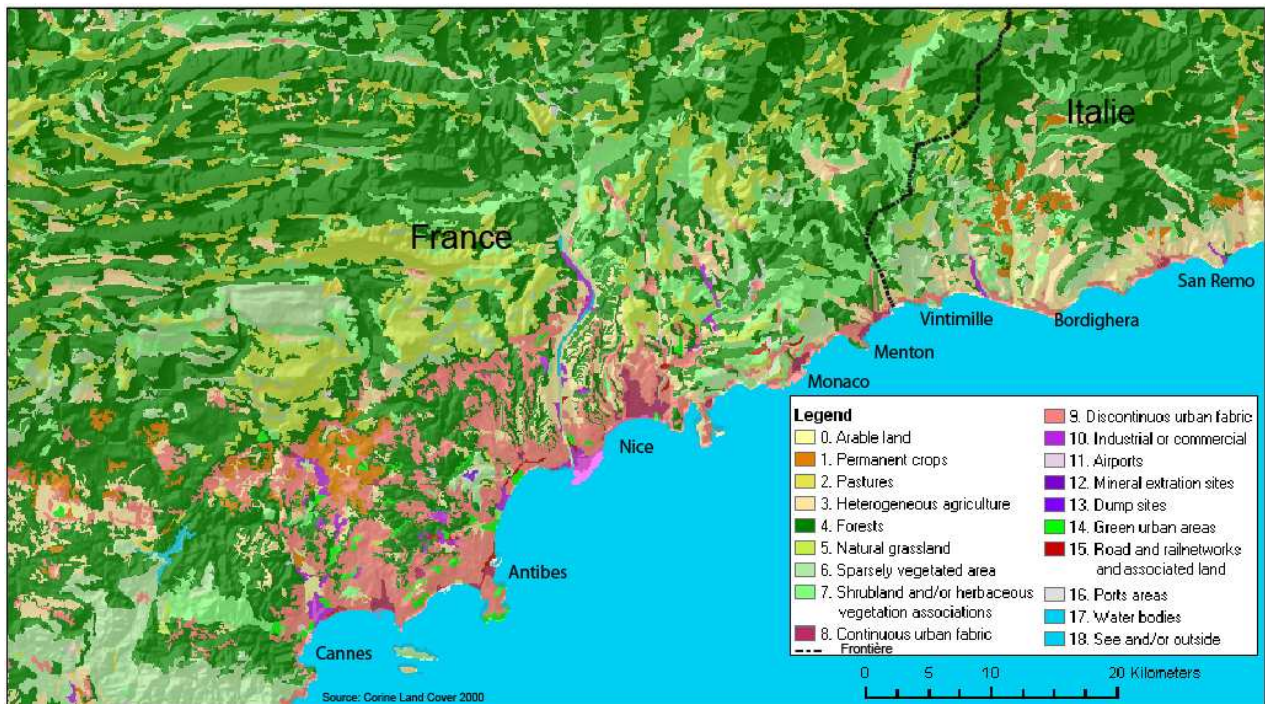 Italie
France
San Remo
Vintimille
Bordighera
Menton
Monaco
Nice
Antibes
Cannes
Legend
0. Arable land
1. Permanent crops
2. Pastures
3. Heterogeneous agriculture
4. Forests
5. Natural grassland
6. Sparsely vegetated area
7. Shrubland and/or herbaceous
vegetation associations
8. Continuous urban fabric
Frontière
9. Discontinuos urban fabric
10. Industrial or commercial
11. Airports
12. Mineral extration sites
13. Dump sites
14. Green urban areas
15. Road and railnetworks
and associated land
16. Ports areas
17. Water bodies
18. See and/or outside
0 5 10 20 Kilometers
Source: Corine Land Cover 2000